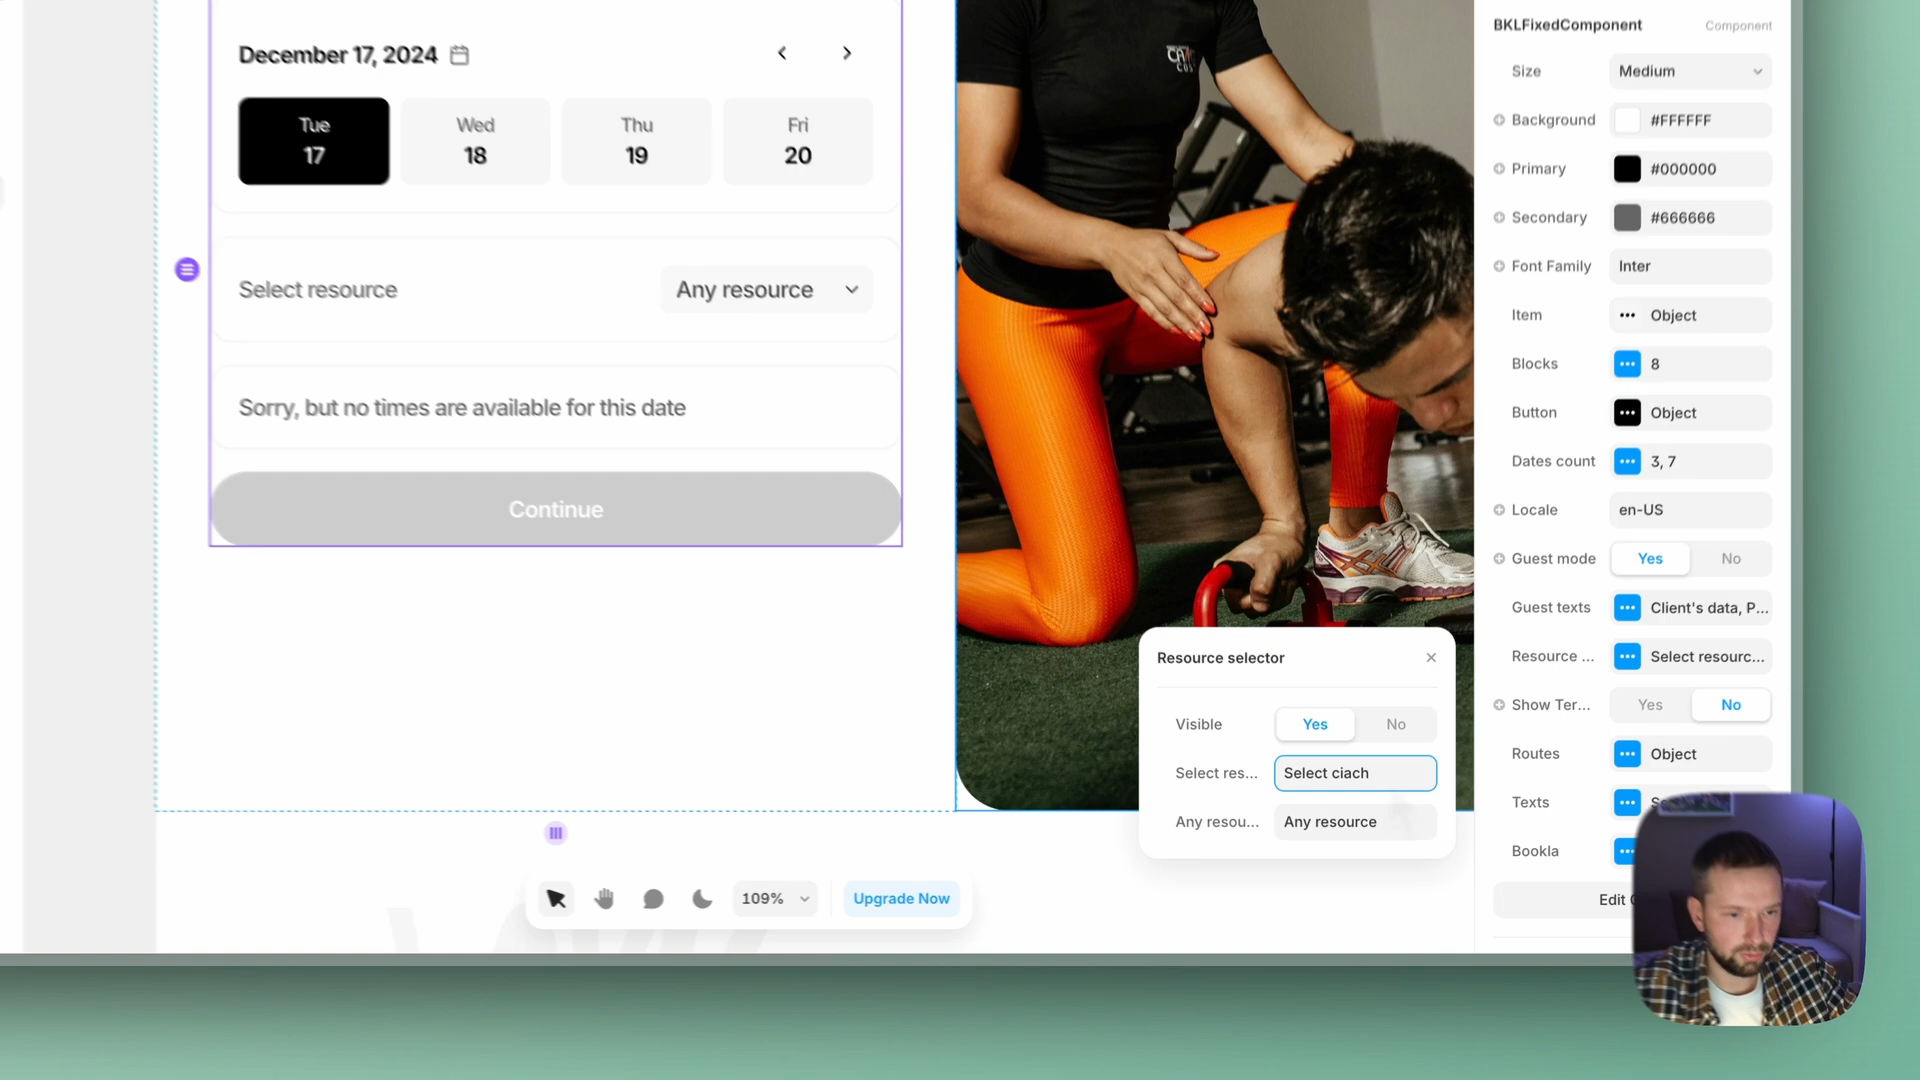 December 17, 2024
Tue
17
Wed
18
Thu
19
Fri
20
Select resource
Any resource
Sorry, but no times are available for this date
Continue
109%
Upgrade Now
BKLFixedComponent
Component
Size
Medium
Background
#FFFFFF
Primary
#000000
Secondary
#666666
Font Family
Inter
Item
Object
Blocks
8
Button
Object
Dates count
3, 7
Locale
en-US
Guest mode
Yes
No
Guest texts
Client's data, P...
Resource ...
Select resourc...
Show Ter...
Yes
No
Routes
Object
Texts
Bookla
Edit
Resource selector
Visible
Yes
No
Select res...
Select ciach
Any resou...
Any resource